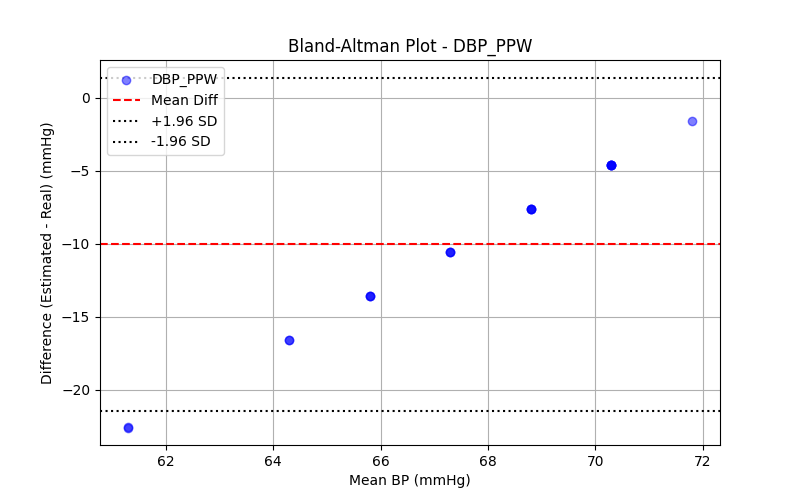 Bland-Altman Plot - DBP_PPW
DBP_PPW
Mean Diff
+1.96 SD
-1.96 SD
0
−5
−10
−15
−20
Difference (Estimated - Real) (mmHg)
62 64 66 68 70 72
Mean BP (mmHg)